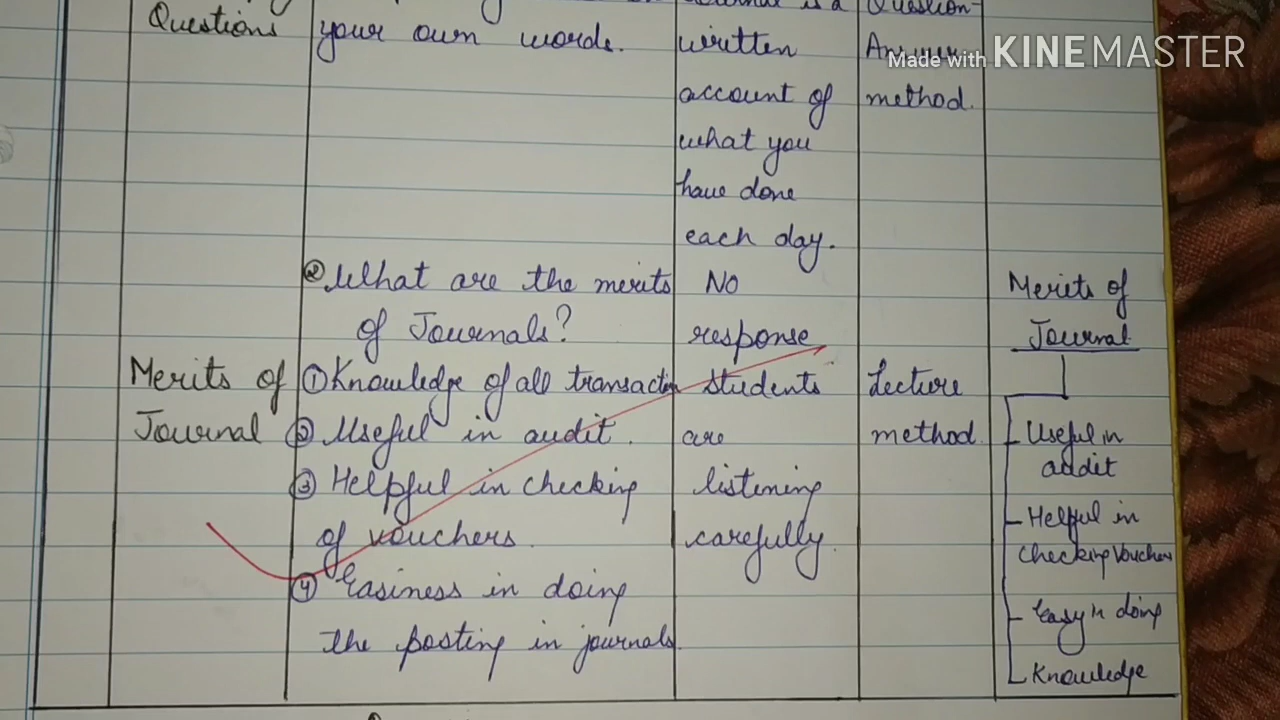 Questions
your own words.
written
account of
what you
have done
each day.
Question-
Answer
method.
Made with KINEMASTER
② What are the merits
of Journals?
No
response
Merits of
Journal
① Knowledge of all transaction
② Useful in audit.
③ Helpful in checking
of vouchers.
④ Easiness in doing
the posting in journals
students
are
listening
carefully.
Lecture
method.
Merits of
Journal
Useful in
audit
Helpful in
checking Voucher
Easy in doing
Knowledge